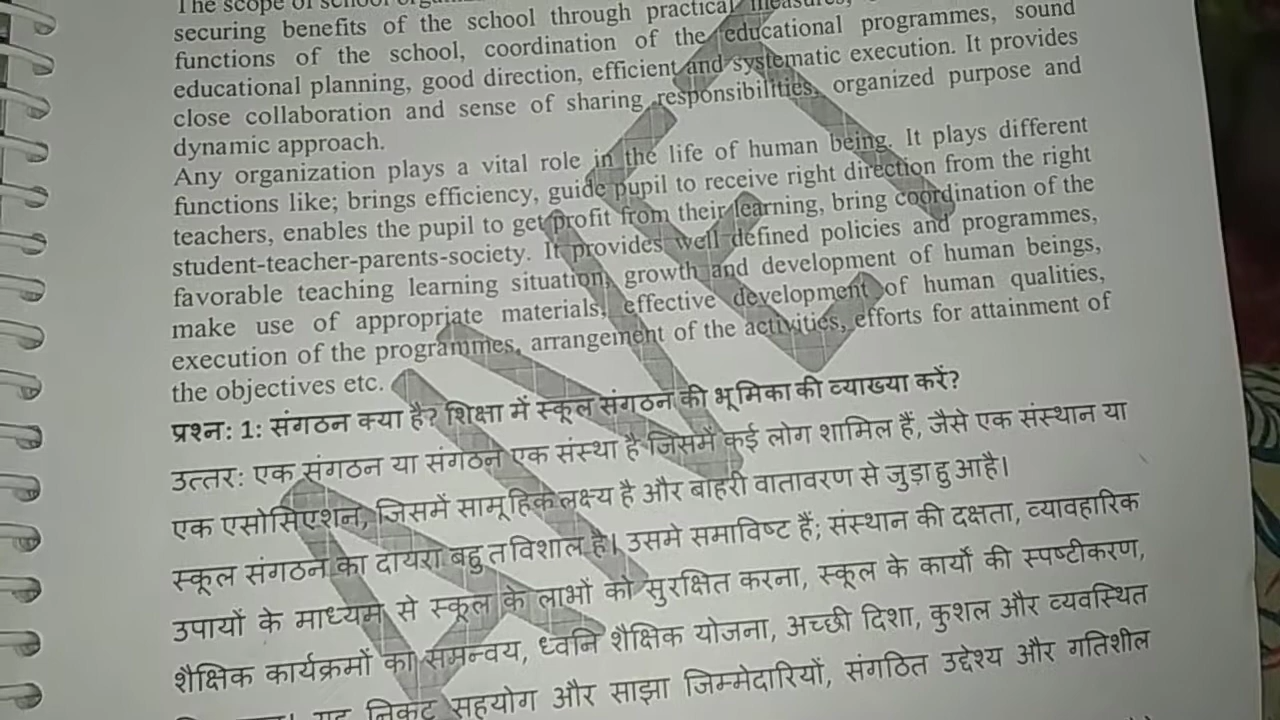 The scope of school
securing benefits of the school through practical measures,
functions of the school, coordination of the educational programmes, sound
educational planning, good direction, efficient and systematic execution. It provides
close collaboration and sense of sharing responsibilities, organized purpose and
dynamic approach.
Any organization plays a vital role in the life of human being. It plays different
functions like; brings efficiency, guide pupil to receive right direction from the right
teachers, enables the pupil to get profit from their learning, bring coordination of the
student-teacher-parents-society. It provides well defined policies and programmes,
favorable teaching learning situation, growth and development of human beings,
make use of appropriate materials, effective development of human qualities,
execution of the programmes, arrangement of the activities, efforts for attainment of
the objectives etc.
प्रश्न: 1: संगठन क्या है? शिक्षा में स्कूल संगठन की भूमिका की व्याख्या करें?
उत्तर: एक संगठन या संगठन एक संस्था है जिसमें कई लोग शामिल हैं, जैसे एक संस्थान या
एक एसोसिएशन, जिसमें सामूहिक लक्ष्य है और बाहरी वातावरण से जुड़ा हु आहै।
स्कूल संगठन का दायरा बहु त विशाल है। उसमे समाविष्ट हैं; संस्थान की दक्षता, व्यावहारिक
उपायों के माध्यम से स्कूल के लाभों को सुरक्षित करना, स्कूल के कार्यों की स्पष्टीकरण,
शैक्षिक कार्यक्रमों का समन्वय, ध्वनि शैक्षिक योजना, अच्छी दिशा, कुशल और व्यवस्थित
यह निकट सहयोग और साझा जिम्मेदारियों, संगठित उद्देश्य और गतिशील